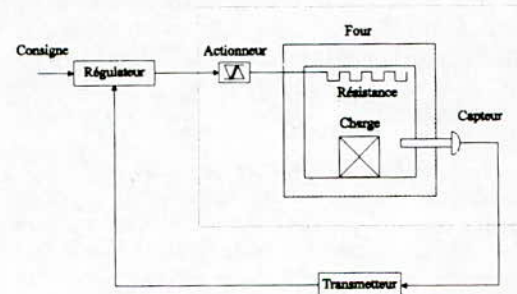 Four
Consigne
Actionneur
Régulateur
Résistance
Capteur
Charge
Transmetteur